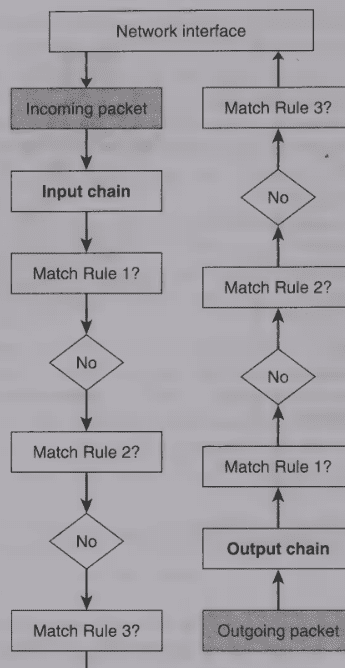 Network interface
Incoming packet
Input chain
Match Rule 1?
No
Match Rule 2?
No
Match Rule 3?
Match Rule 3?
No
Match Rule 2?
No
Match Rule 1?
Output chain
Outgoing packet